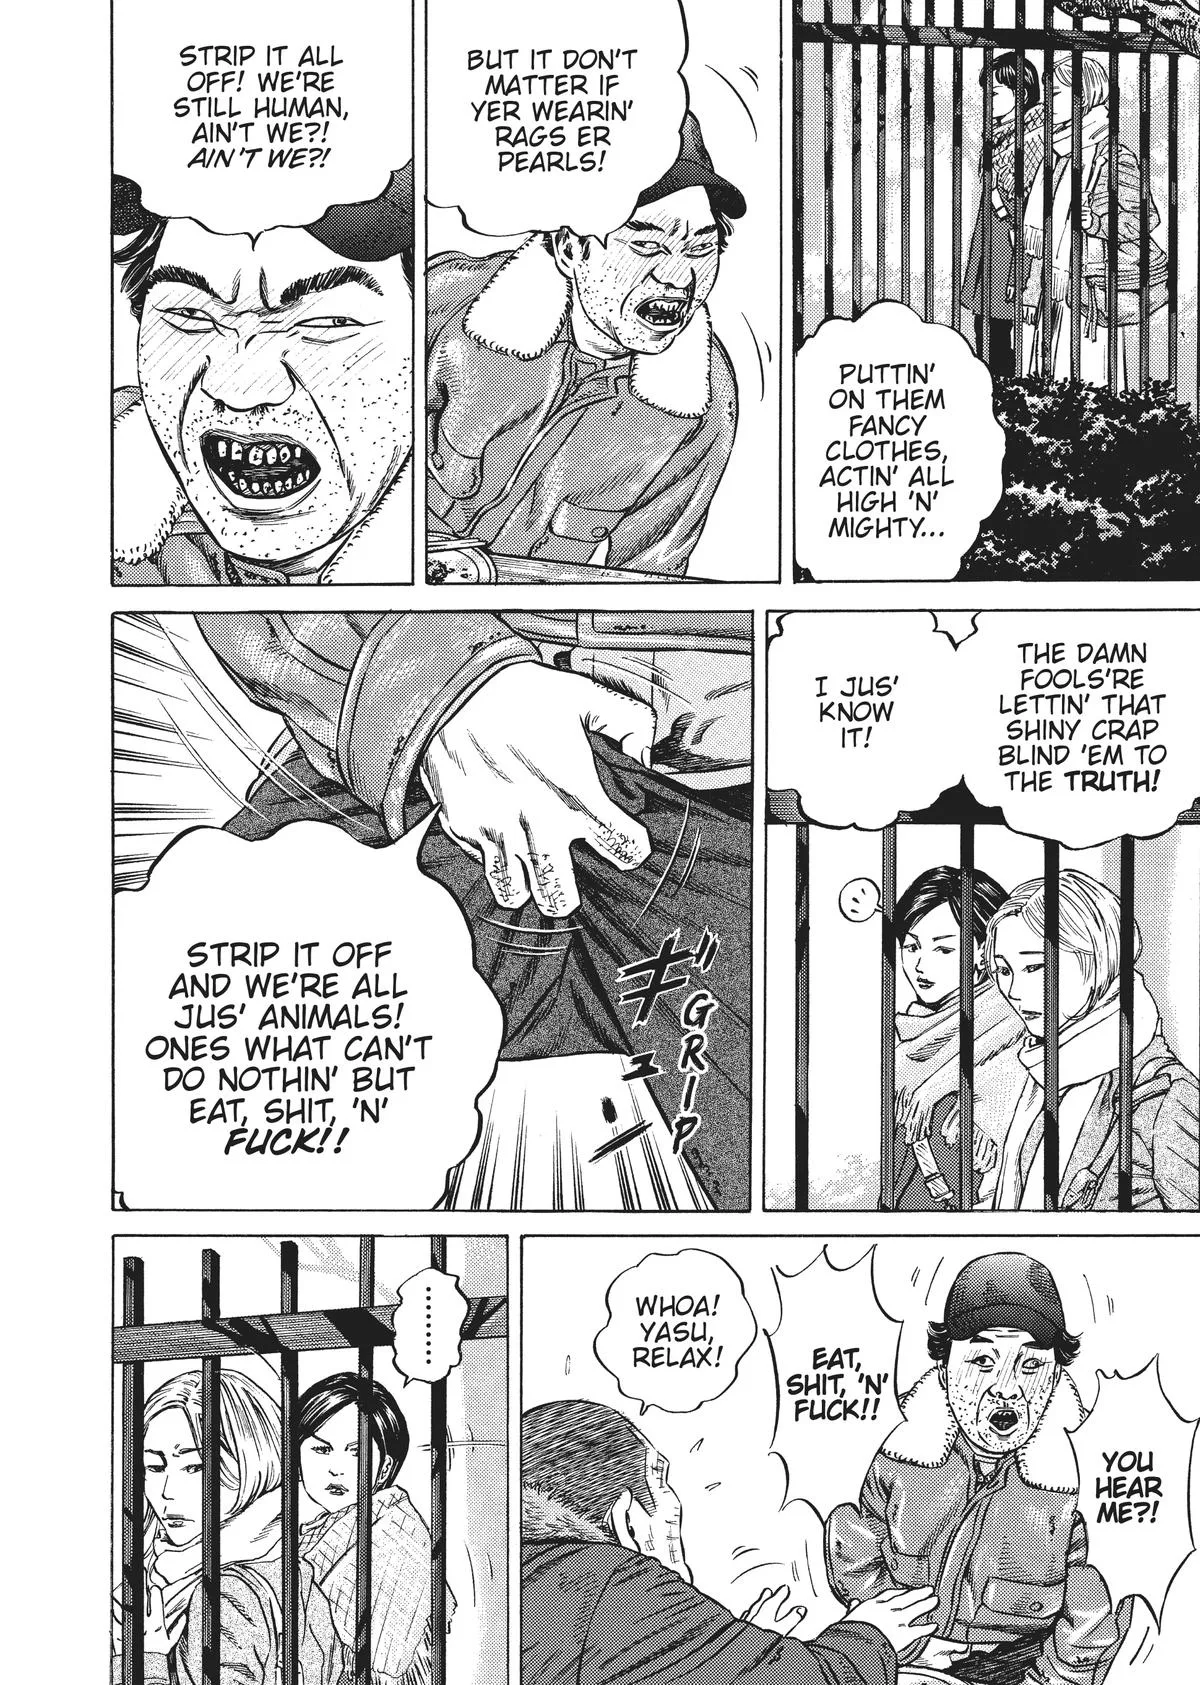 PUTTIN'
ON THEM
FANCY
CLOTHES,
ACTIN' ALL
HIGH 'N'
MIGHTY...
BUT IT DON'T
MATTER IF
YER WEARIN'
RAGS ER
PEARLS!
STRIP IT ALL
OFF! WE'RE
STILL HUMAN,
AIN'T WE?!
AIN'T WE?!
THE DAMN
FOOLS'RE
LETTIN' THAT
SHINY CRAP
BLIND 'EM TO
THE TRUTH!
I JUS'
KNOW
IT!
STRIP IT OFF
AND WE'RE ALL
JUS' ANIMALS!
ONES WHAT CAN'T
DO NOTHIN' BUT
EAT, SHIT, 'N'
FUCK!!
ギュ
GRIP
YOU
HEAR
ME?!
EAT,
SHIT, 'N'
FUCK!!
WHOA!
YASU,
RELAX!
........